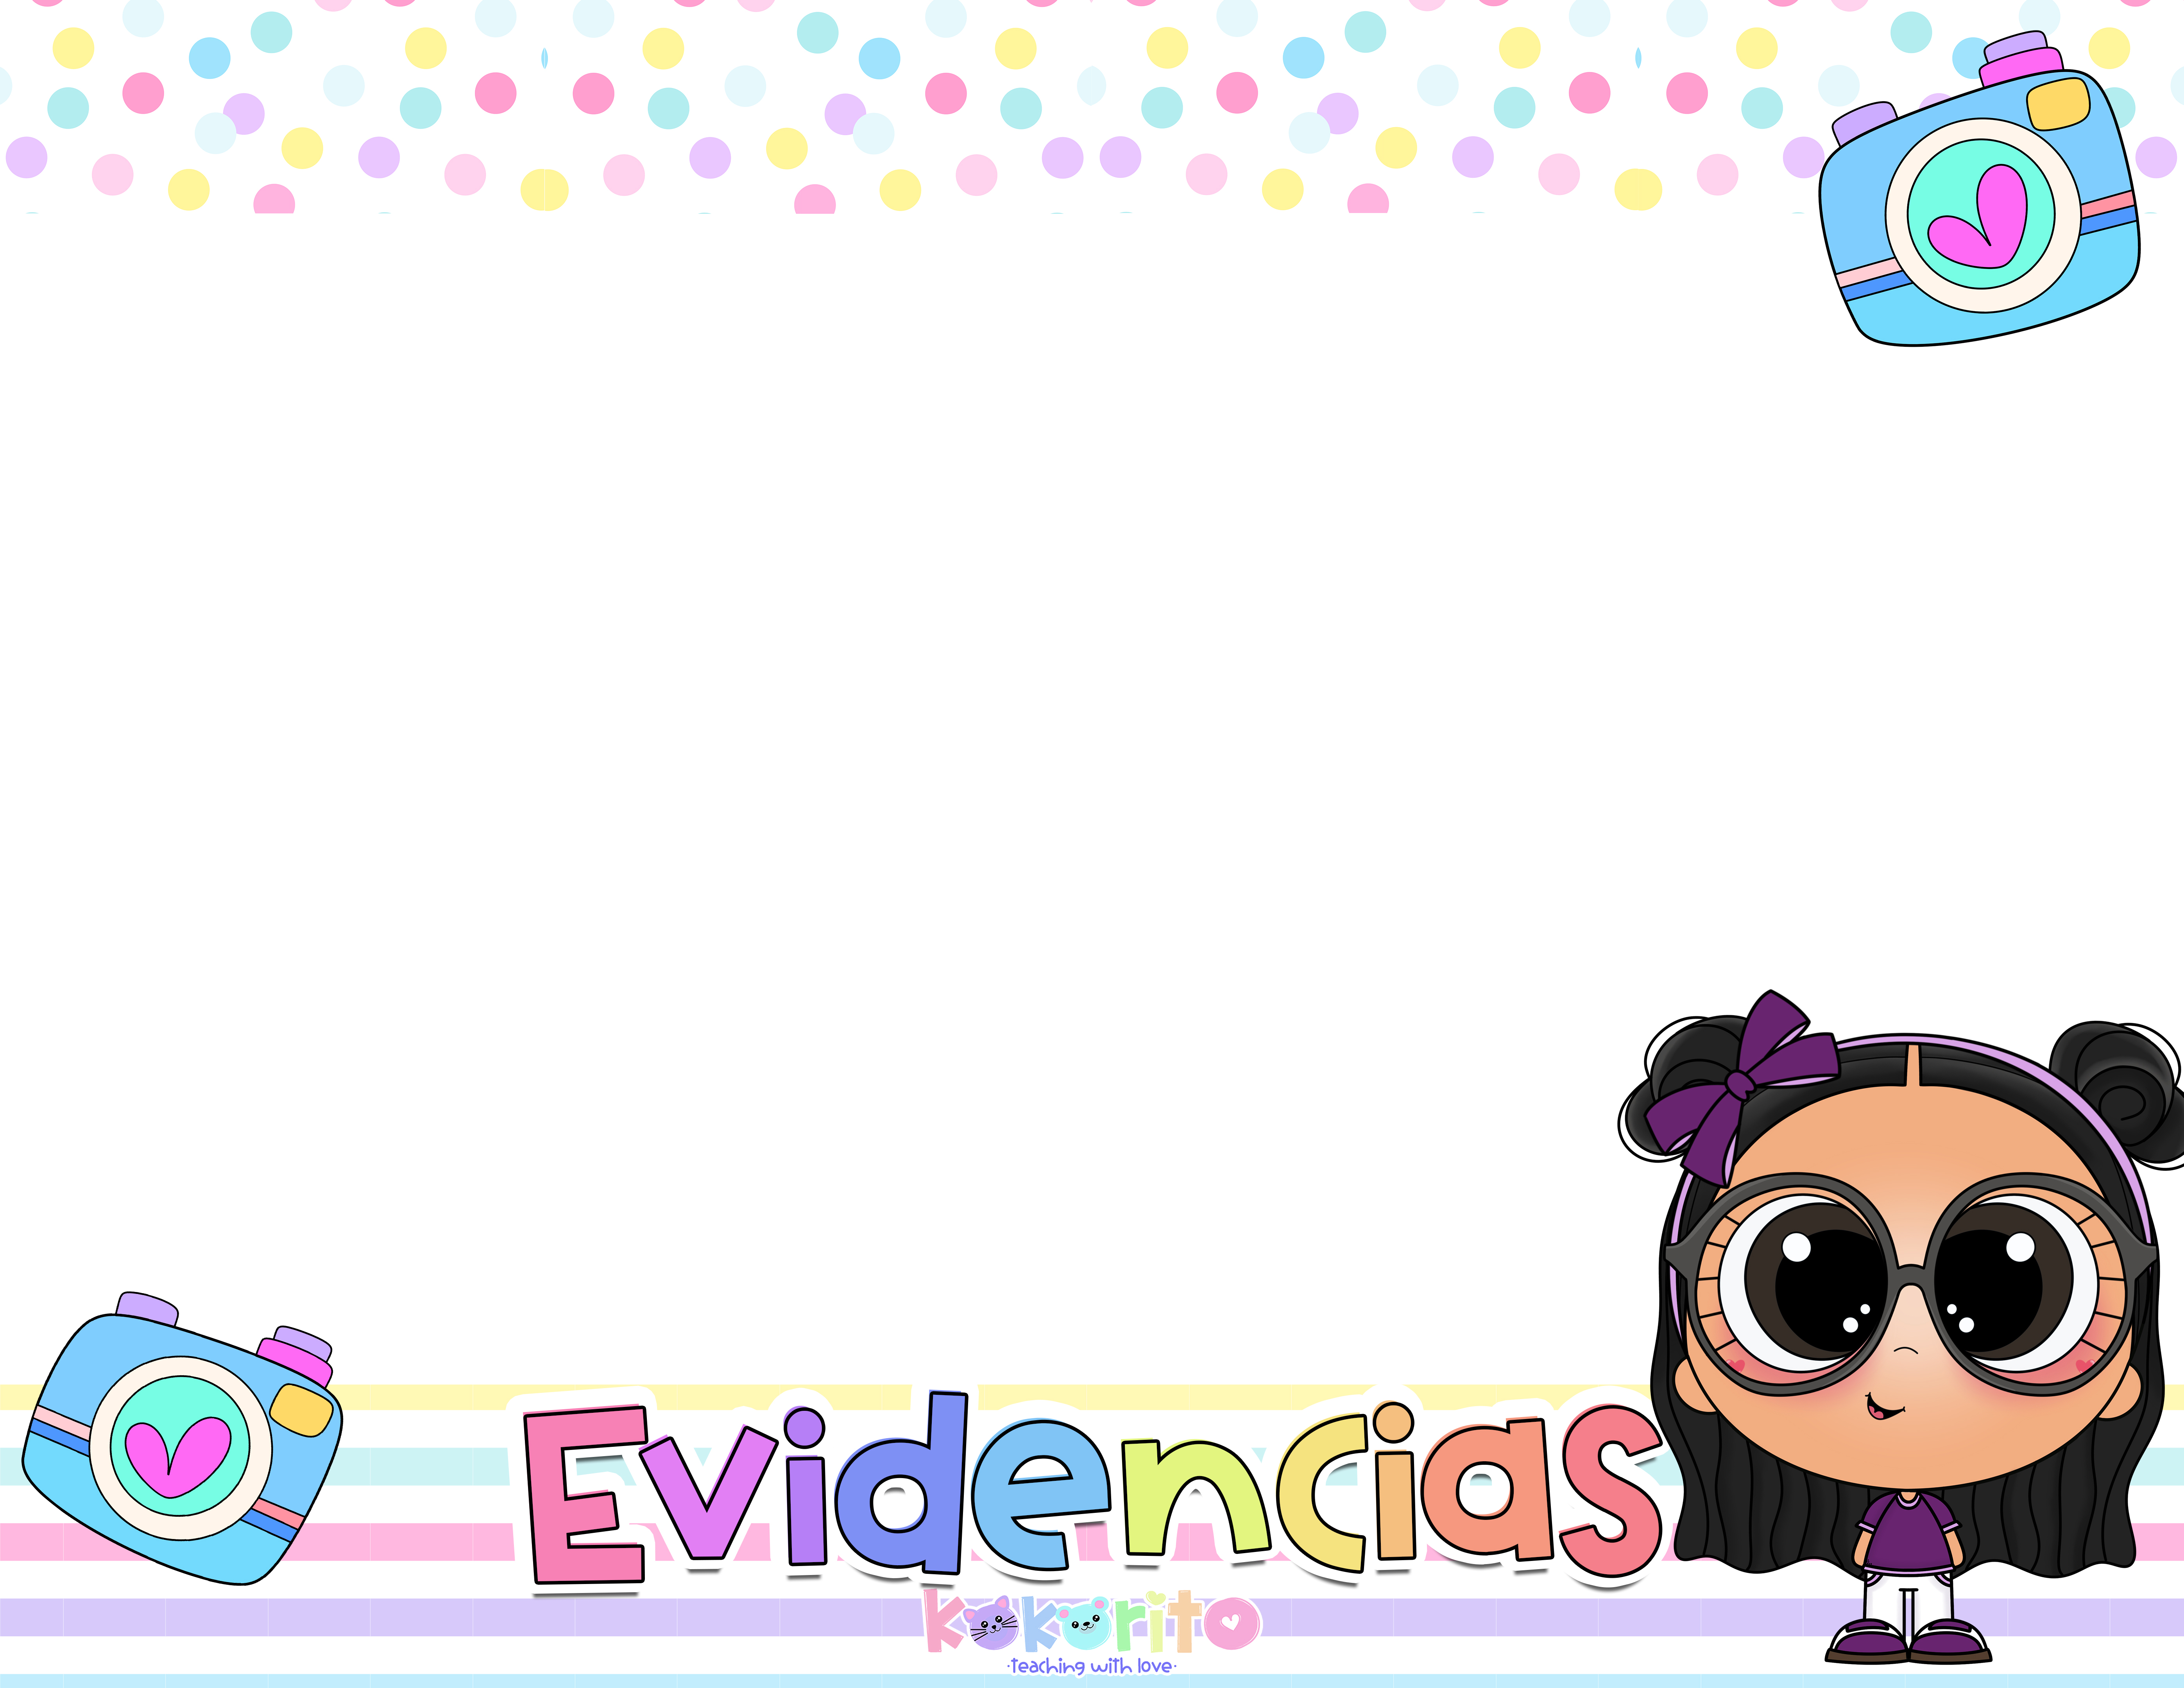 Evidencias
kokorito
·teaching with love·